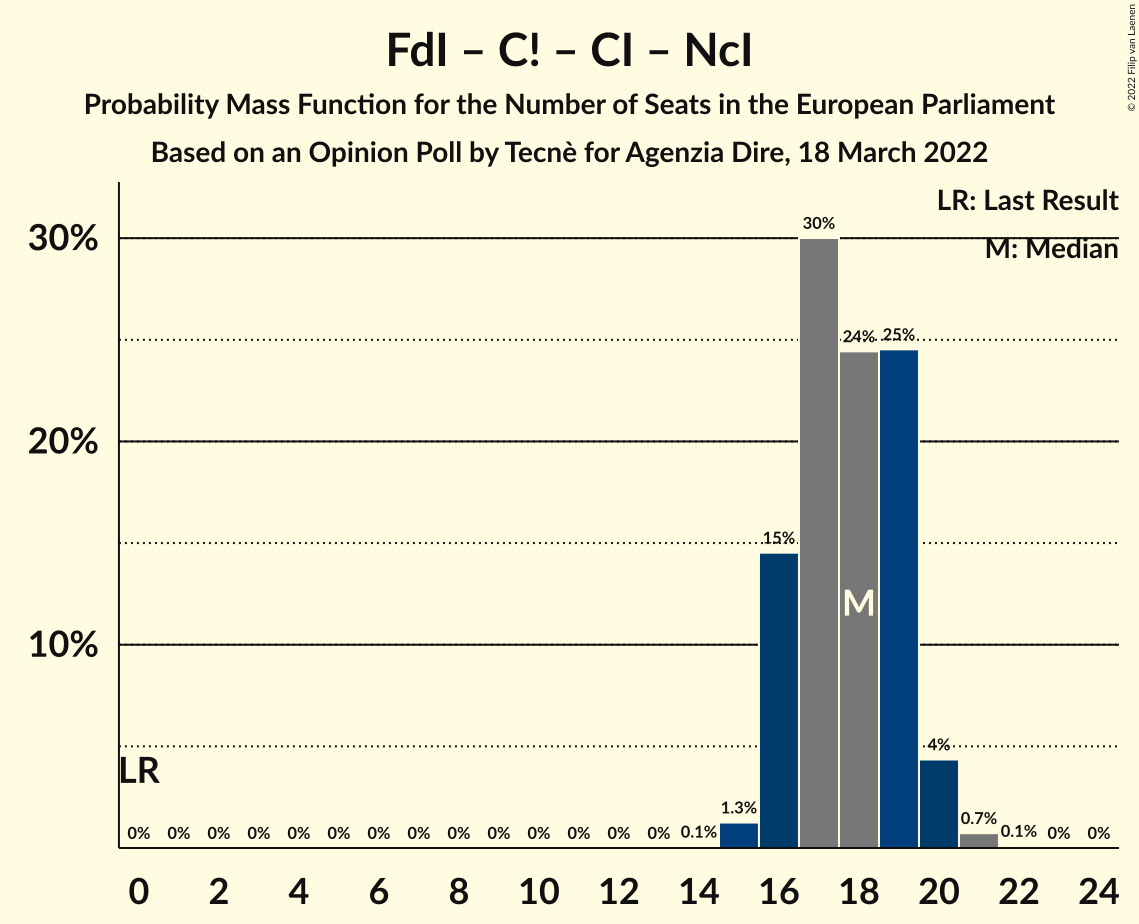 FdI – C! – CI – NcI
Probability Mass Function for the Number of Seats in the European Parliament
Based on an Opinion Poll by Tecnè for Agenzia Dire, 18 March 2022
© 2022 Filip van Laenen
LR: Last Result
M: Median
30%
20%
10%
30%
24%
25%
15%
M
4%
LR
1.3%
0.7%
0% 0% 0% 0% 0% 0% 0% 0% 0% 0% 0% 0% 0% 0% 0.1% 0.1% 0% 0%
0 2 4 6 8 10 12 14 16 18 20 22 24